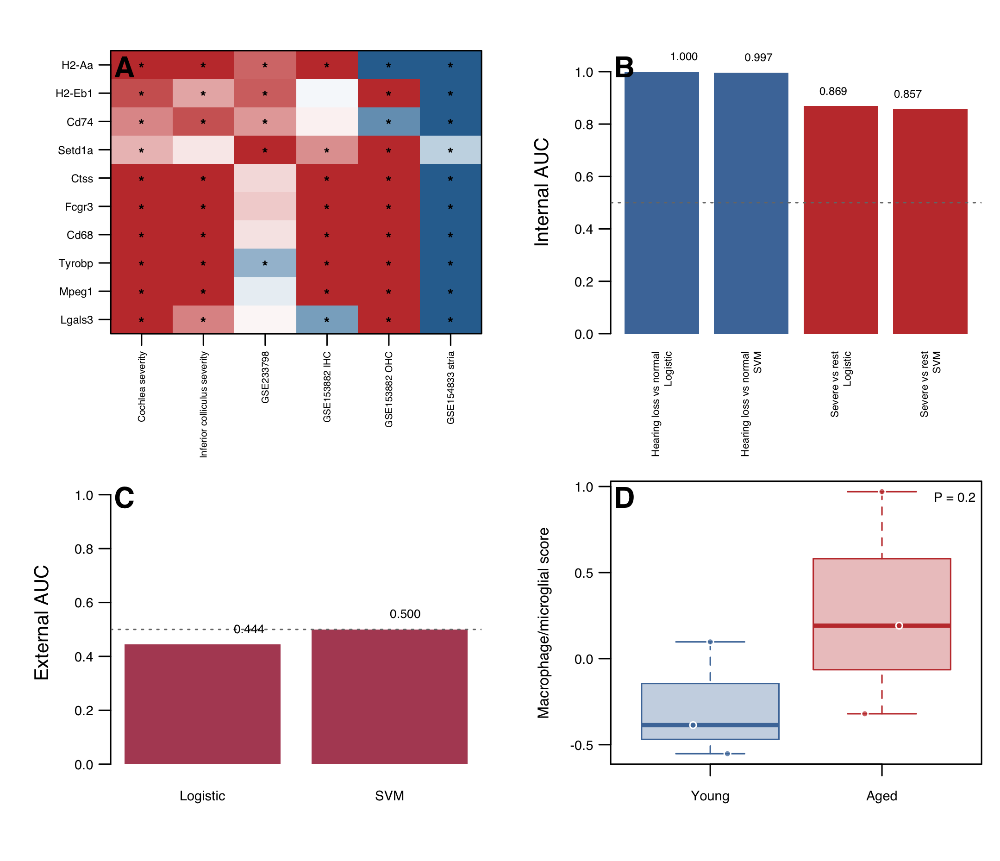 A
H2-Aa
* * * * * *
H2-Eb1
* * * * *
Cd74
* * * * *
Setd1a
* * * * *
Ctss
* * * * *
Fcgr3
* * * * *
Cd68
* * * * *
Tyrobp
* * * * * *
Mpeg1
* * * * *
Lgals3
* * * * *
Cochlea severity
Inferior colliculus severity
GSE233798
GSE153882 IHC
GSE153882 OHC
GSE154833 stria
B
Internal AUC
1.0
0.8
0.6
0.4
0.2
0.0
1.000
0.997
0.869
0.857
Hearing loss vs normal
Logistic
Hearing loss vs normal
SVM
Severe vs rest
Logistic
Severe vs rest
SVM
C
External AUC
1.0
0.8
0.6
0.4
0.2
0.0
0.444
0.500
Logistic
SVM
D
Macrophage/microglial score
1.0
0.5
0.0
-0.5
P = 0.2
Young
Aged